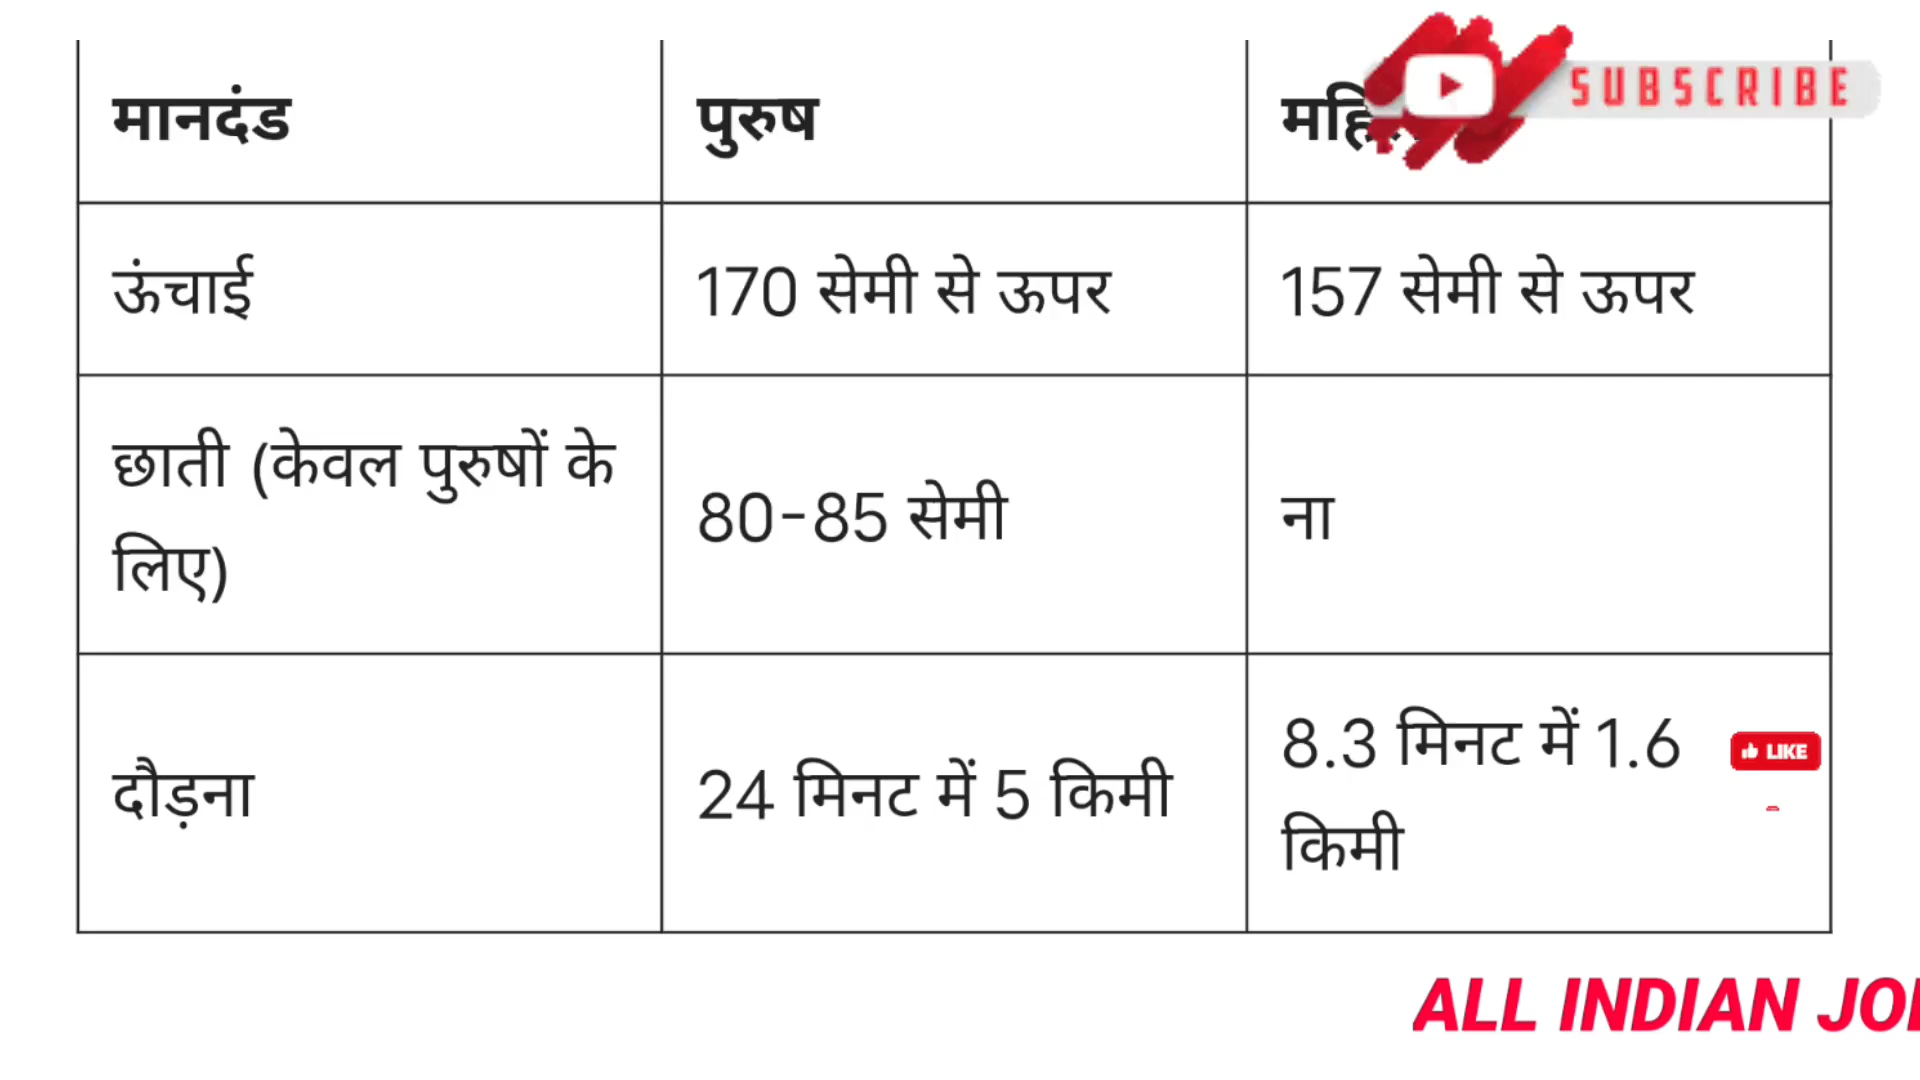 मानदंड
पुरुष
SUBSCRIBE
ऊंचाई
170 सेमी से ऊपर
157 सेमी से ऊपर
छाती (केवल पुरुषों के
लिए)
80-85 सेमी
ना
दौड़ना
24 मिनट में 5 किमी
8.3 मिनट में 1.6
किमी
LIKE
ALL INDIAN